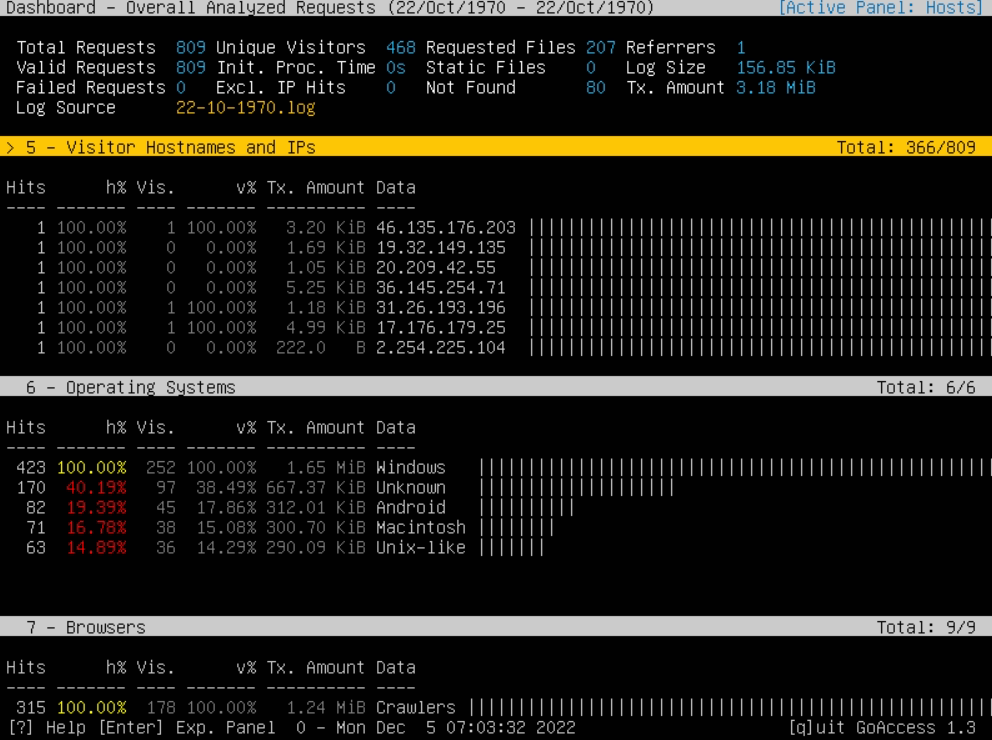 Dashboard - Overall Analyzed Requests (22/Oct/1970 - 22/Oct/1970) [Active Panel: Hosts]
Total Requests 809 Unique Visitors 468 Requested Files 207 Referrers 1
Valid Requests 809 Init. Proc. Time 0s Static Files 0 Log Size 156.85 KiB
Failed Requests 0 Excl. IP Hits 0 Not Found 80 Tx. Amount 3.18 MiB
Log Source 22-10-1970.log
> 5 - Visitor Hostnames and IPs Total: 366/809
Hits h% Vis. v% Tx. Amount Data
---- ------- ---- ------- ---------- ----
1 100.00% 1 100.00% 3.20 KiB 46.135.176.203
1 100.00% 0 0.00% 1.69 KiB 19.32.149.135
1 100.00% 0 0.00% 1.05 KiB 20.209.42.55
1 100.00% 0 0.00% 5.25 KiB 36.145.254.71
1 100.00% 1 100.00% 1.18 KiB 31.26.193.196
1 100.00% 1 100.00% 4.99 KiB 17.176.179.25
1 100.00% 0 0.00% 222.0 B 2.254.225.104
6 - Operating Systems Total: 6/6
Hits h% Vis. v% Tx. Amount Data
---- ------- ---- ------- ---------- ----
423 100.00% 252 100.00% 1.65 MiB Windows
170 40.19% 97 38.49% 667.37 KiB Unknown
82 19.39% 45 17.86% 312.01 KiB Android
71 16.78% 38 15.08% 300.70 KiB Macintosh
63 14.89% 36 14.29% 290.09 KiB Unix-like
7 - Browsers Total: 9/9
Hits h% Vis. v% Tx. Amount Data
---- ------- ---- ------- ---------- ----
315 100.00% 178 100.00% 1.24 MiB Crawlers
[?] Help [Enter] Exp. Panel 0 - Mon Dec 5 07:03:32 2022 [q]uit GoAccess 1.3